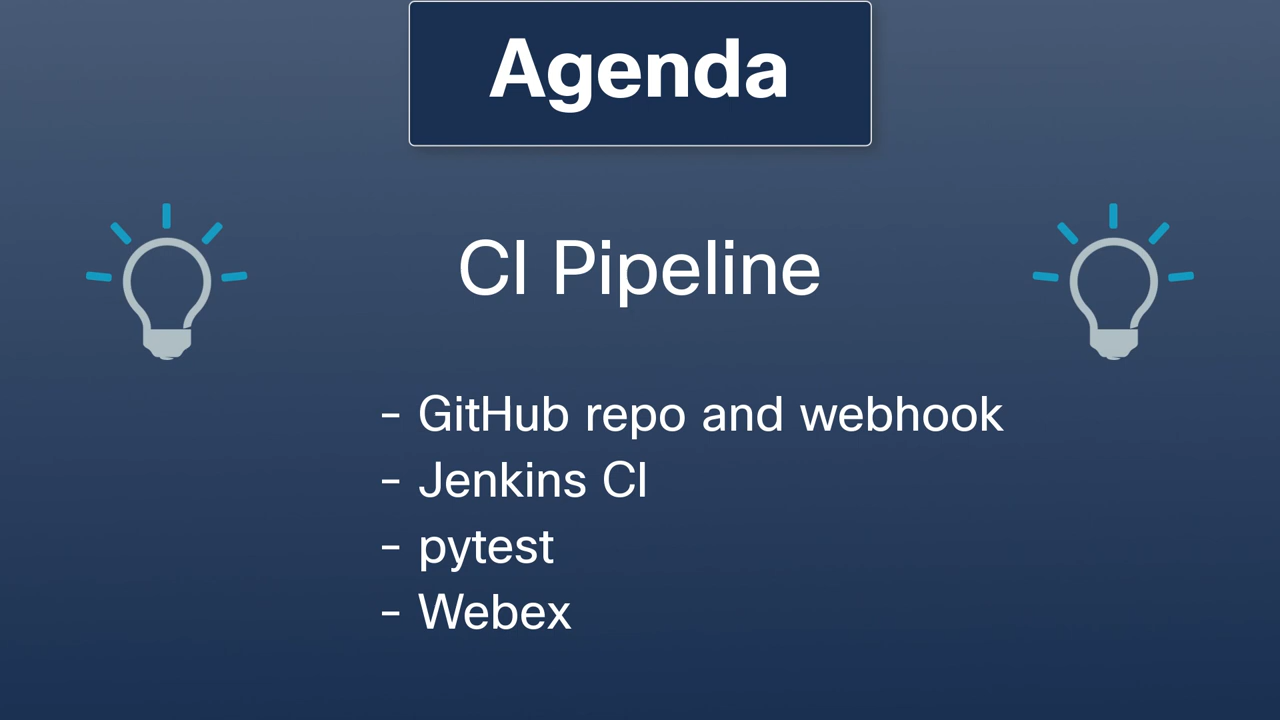 Agenda
CI Pipeline
- GitHub repo and webhook
- Jenkins CI
- pytest
- Webex